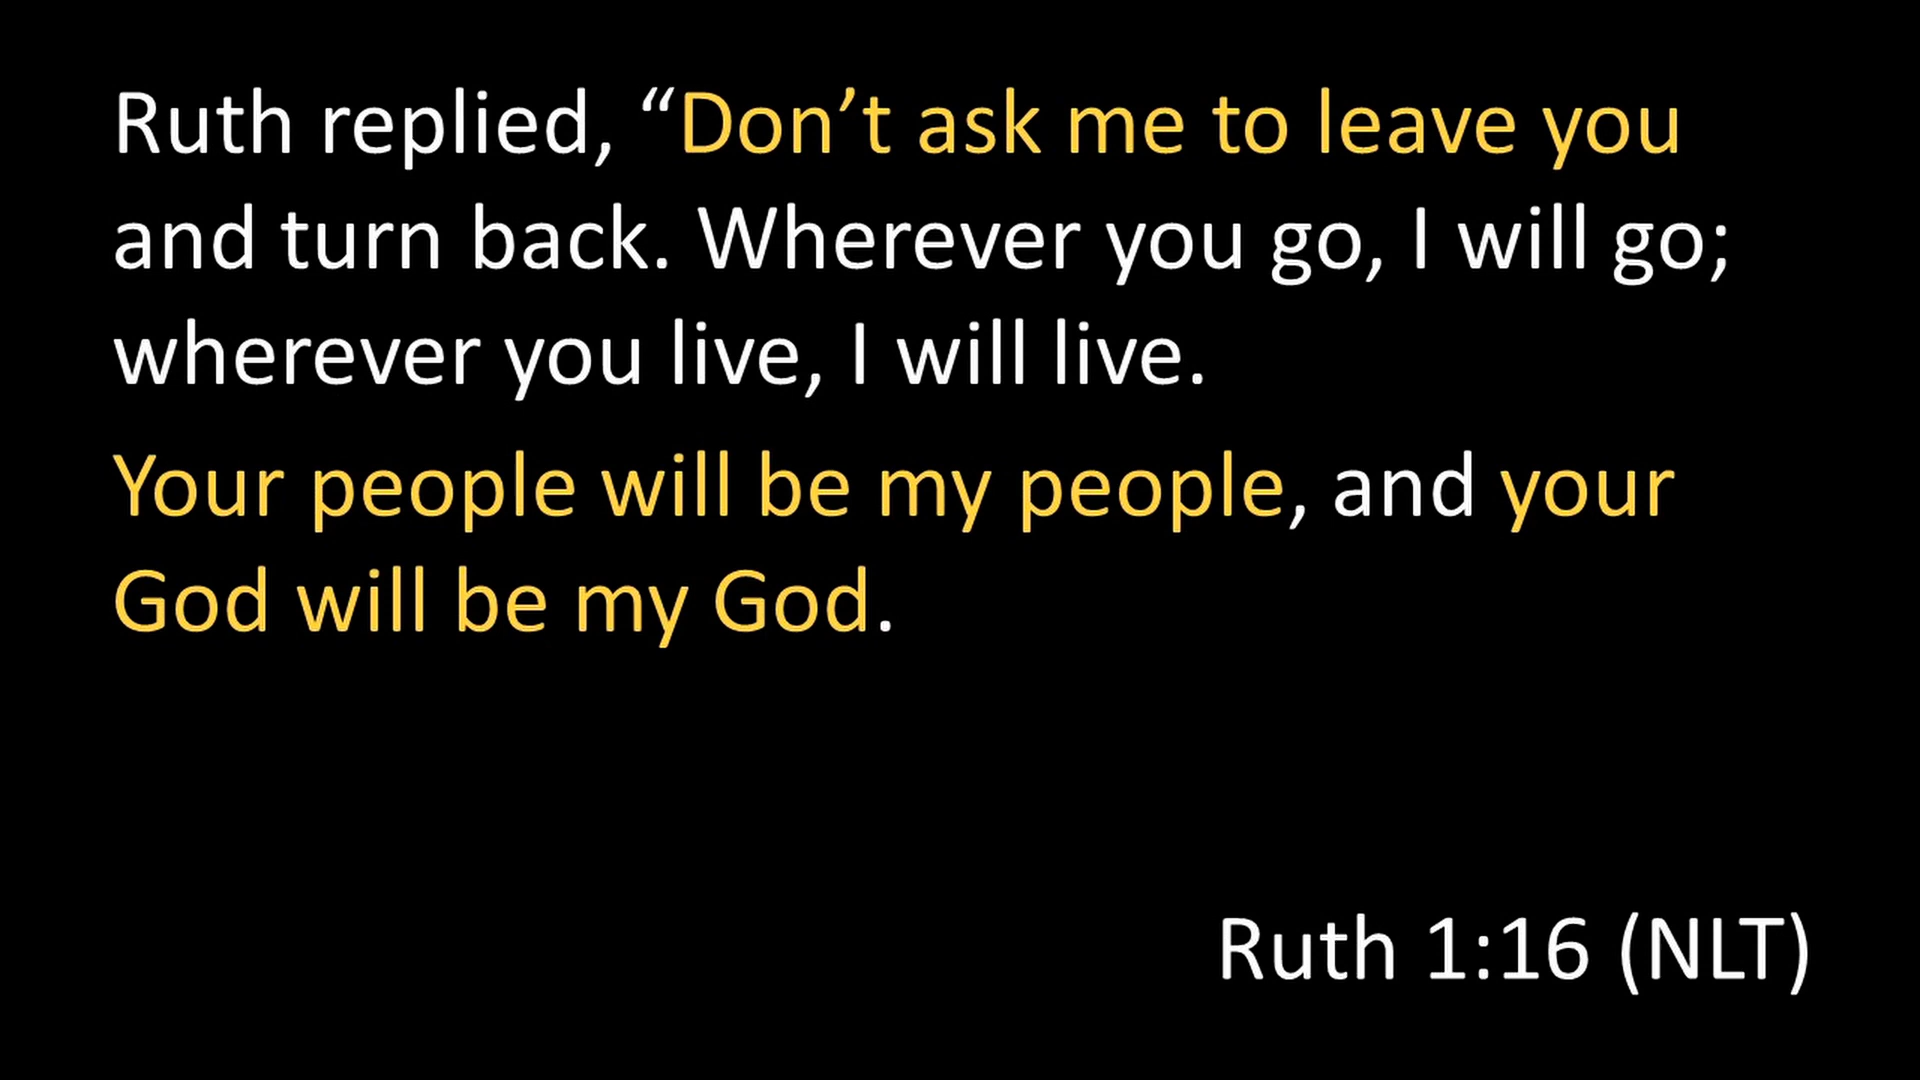 Ruth replied, “Don’t ask me to leave you
and turn back. Wherever you go, I will go;
wherever you live, I will live.
Your people will be my people, and your
God will be my God.
Ruth 1:16 (NLT)